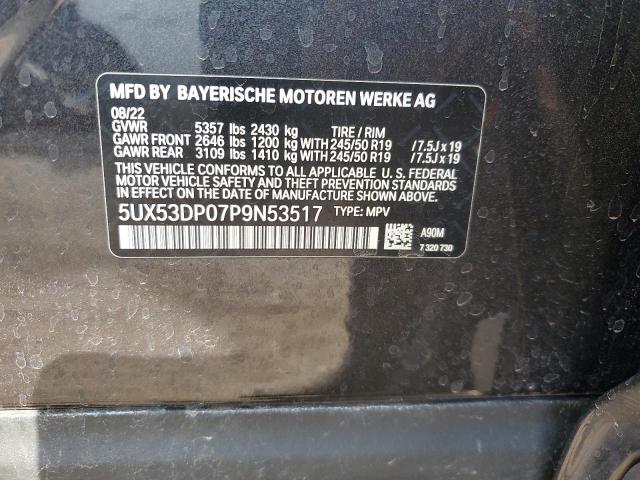 MFD BY BAYERISCHE MOTOREN WERKE AG
08/22
GVWR 5357 lbs 2430 kg TIRE / RIM
GAWR FRONT 2646 lbs 1200 kg WITH 245/50 R19 /7.5J x 19
GAWR REAR 3109 lbs 1410 kg WITH 245/50 R19 /7.5J x 19
THIS VEHICLE CONFORMS TO ALL APPLICABLE U. S. FEDERAL
MOTOR VEHICLE SAFETY AND THEFT PREVENTION STANDARDS
IN EFFECT ON THE DATE OF MANUFACTURE SHOWN ABOVE.
5UX53DP07P9N53517 TYPE: MPV
A90M
7 320 730